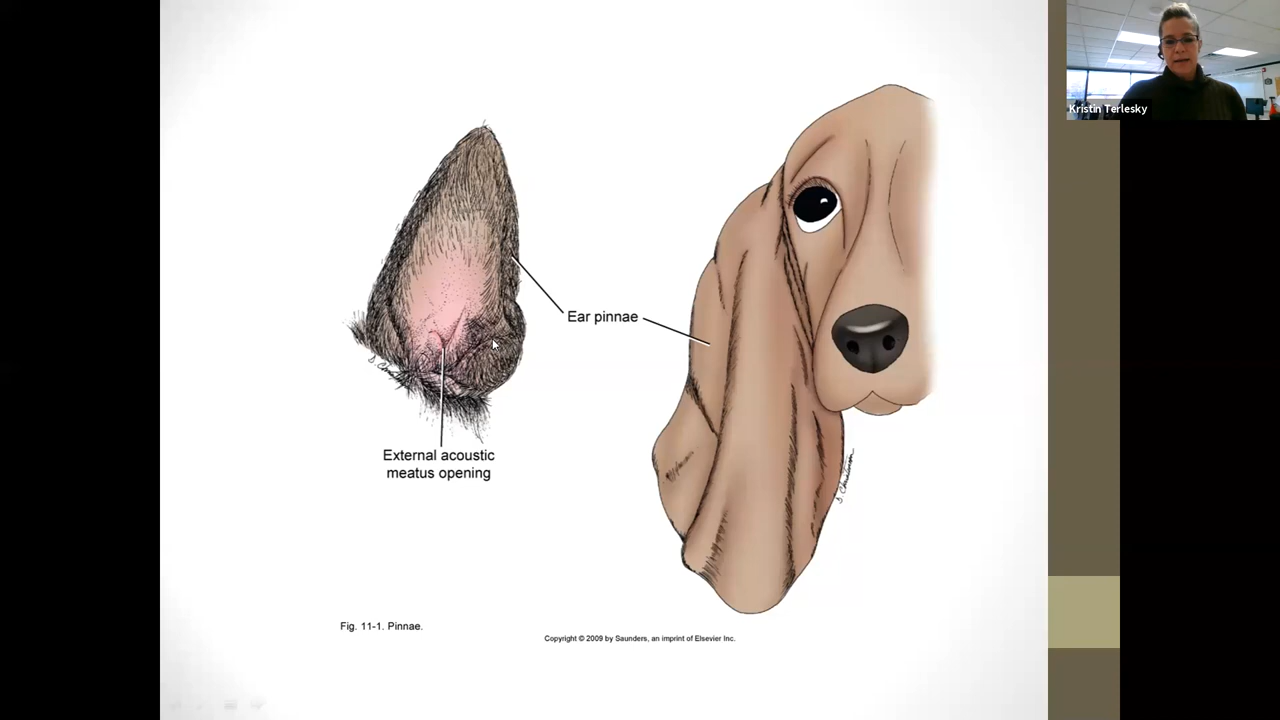 Kristin Terlesky
Ear pinnae
External acoustic
meatus opening
Fig. 11-1. Pinnae.
Copyright © 2009 by Saunders, an imprint of Elsevier Inc.